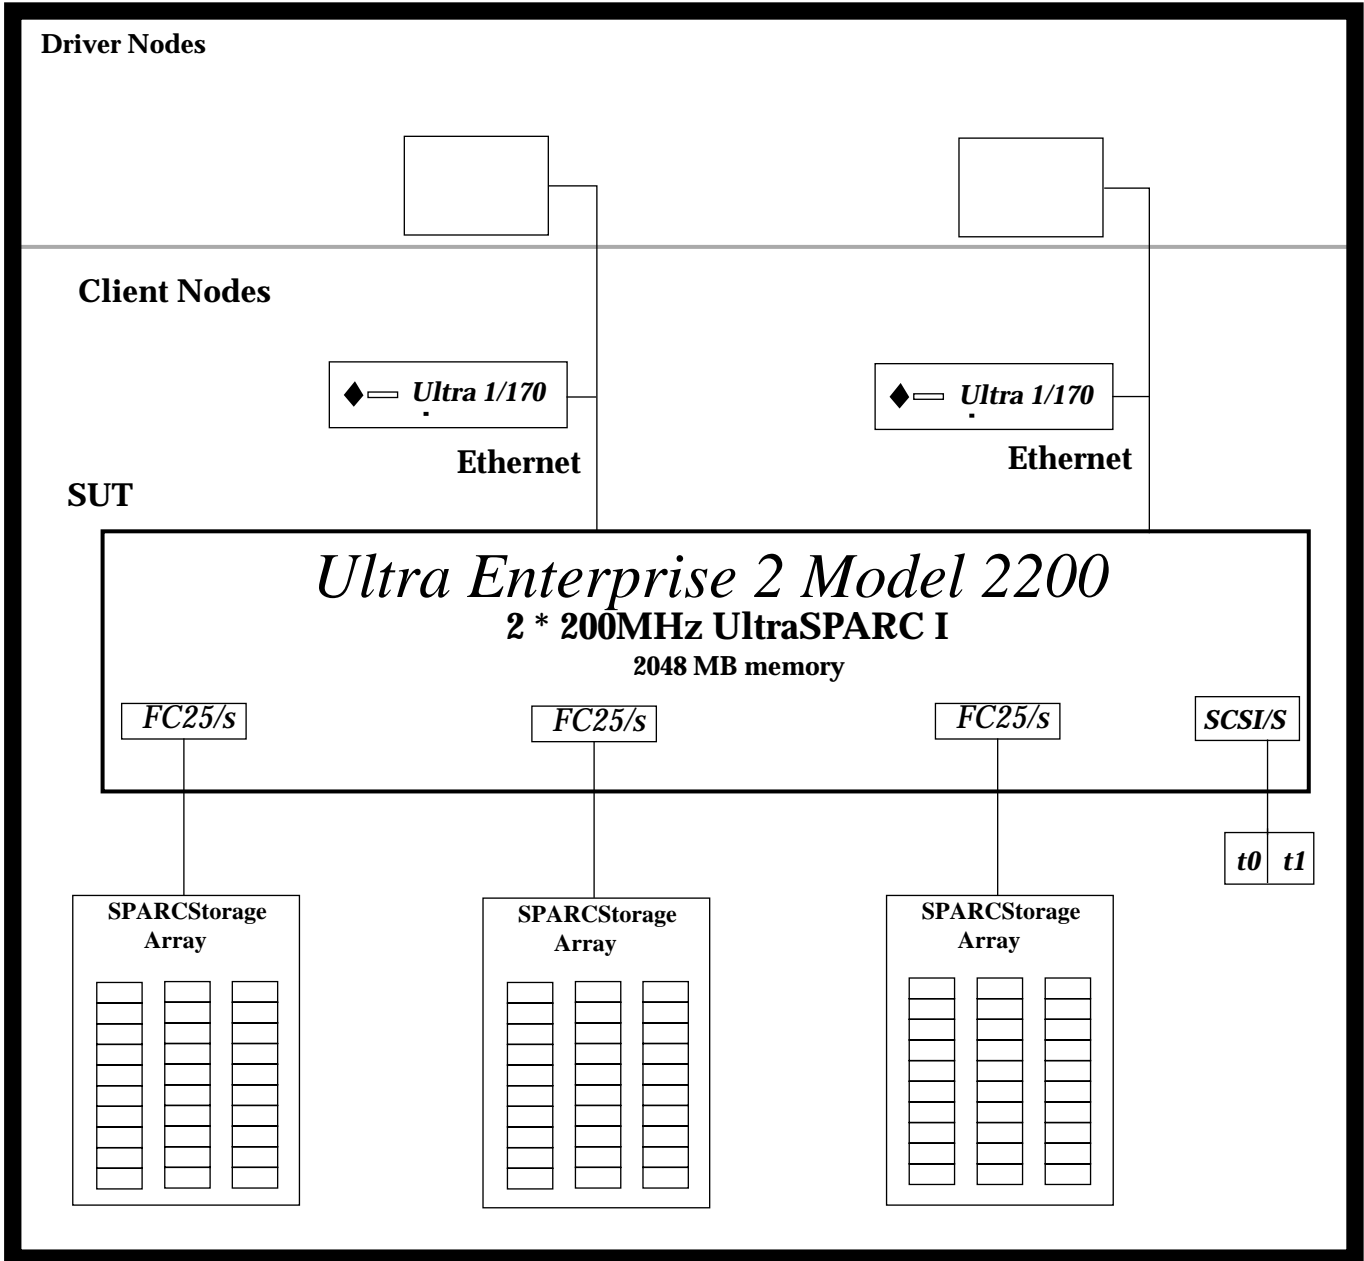 Driver Nodes
Client Nodes
Ultra 1/170
Ultra 1/170
Ethernet
Ethernet
SUT
Ultra Enterprise 2 Model 2200
2 * 200MHz UltraSPARC I
2048 MB memory
FC25/s
FC25/s
FC25/s
SCSI/S
t0
t1
SPARCStorage
Array
SPARCStorage
Array
SPARCStorage
Array